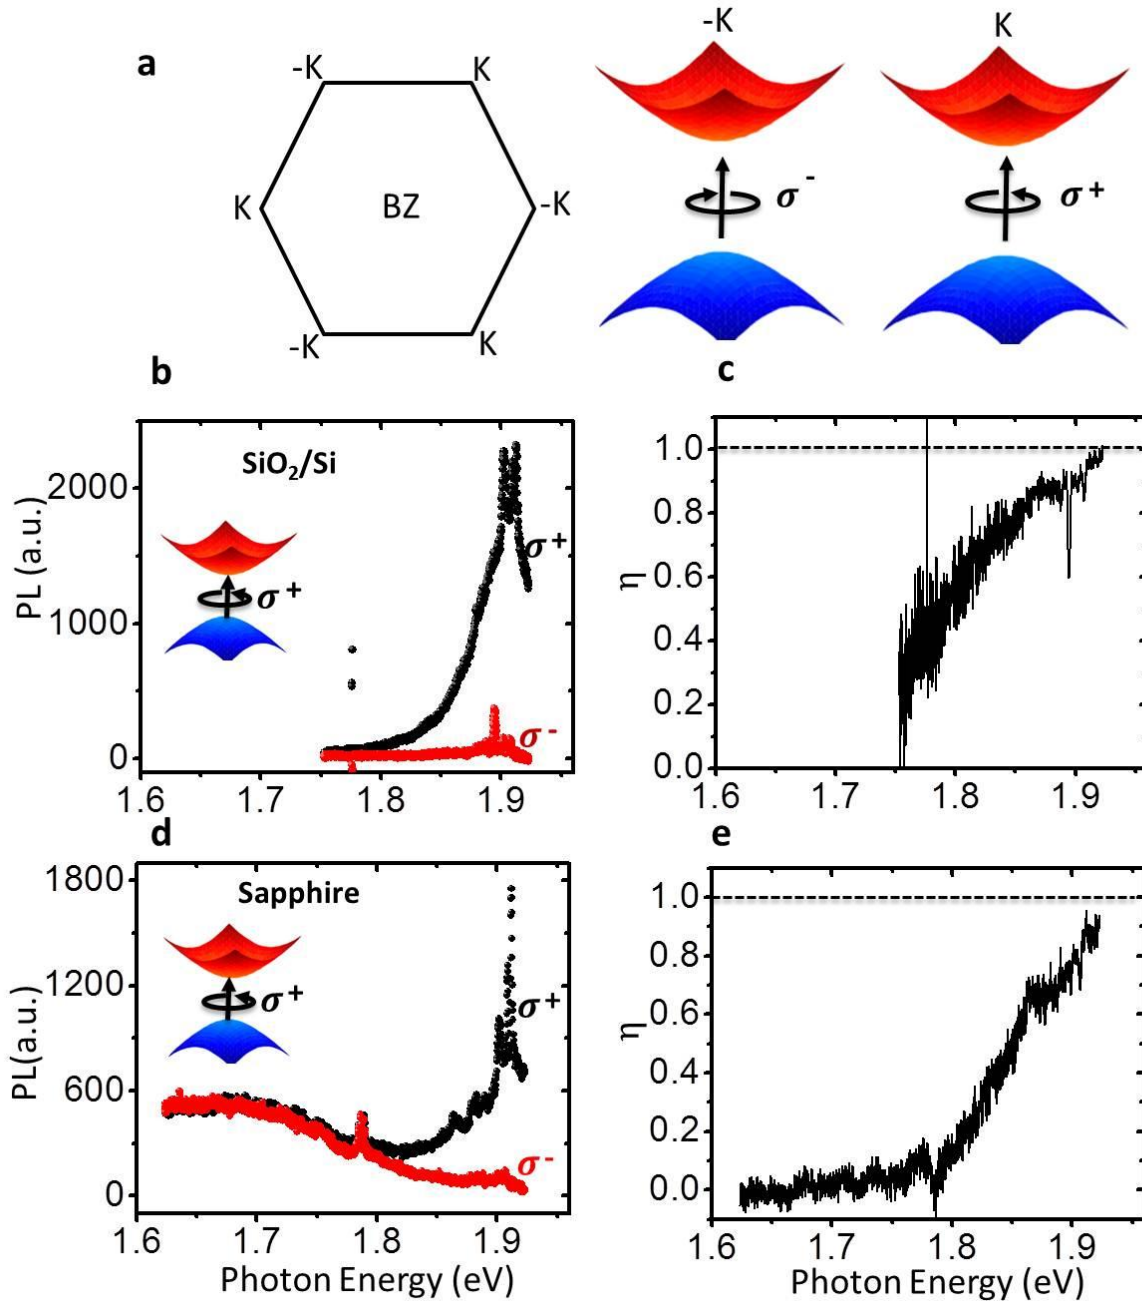 a
-K
K
K
BZ
-K
-K
K
-K
K
σ -
σ +
b
SiO2/Si
PL (a.u.)
2000
1000
0
σ +
σ +
σ -
1.6 1.7 1.8 1.9
c
η
1.0
0.8
0.6
0.4
0.2
0.0
1.6 1.7 1.8 1.9
d
Sapphire
PL(a.u.)
1800
1200
600
0
σ +
σ +
σ -
1.6 1.7 1.8 1.9
Photon Energy (eV)
e
η
1.0
0.8
0.6
0.4
0.2
0.0
1.6 1.7 1.8 1.9
Photon Energy (eV)